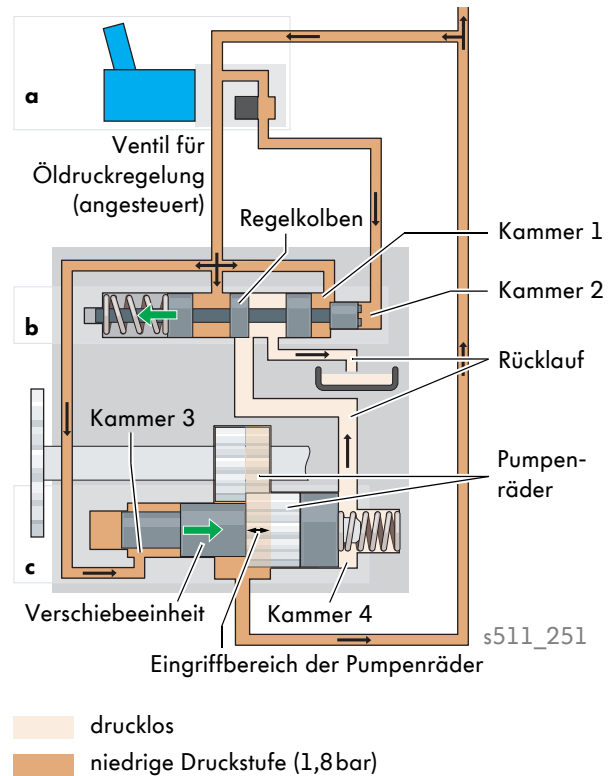 a
Ventil für
Öldruckregelung
(angesteuert)
Regelkolben
Kammer 1
Kammer 2
b
Rücklauf
Kammer 3
Pumpen-
räder
c
Verschiebeeinheit
Kammer 4
s511_251
Eingriffbereich der Pumpenräder
drucklos
niedrige Druckstufe (1,8 bar)